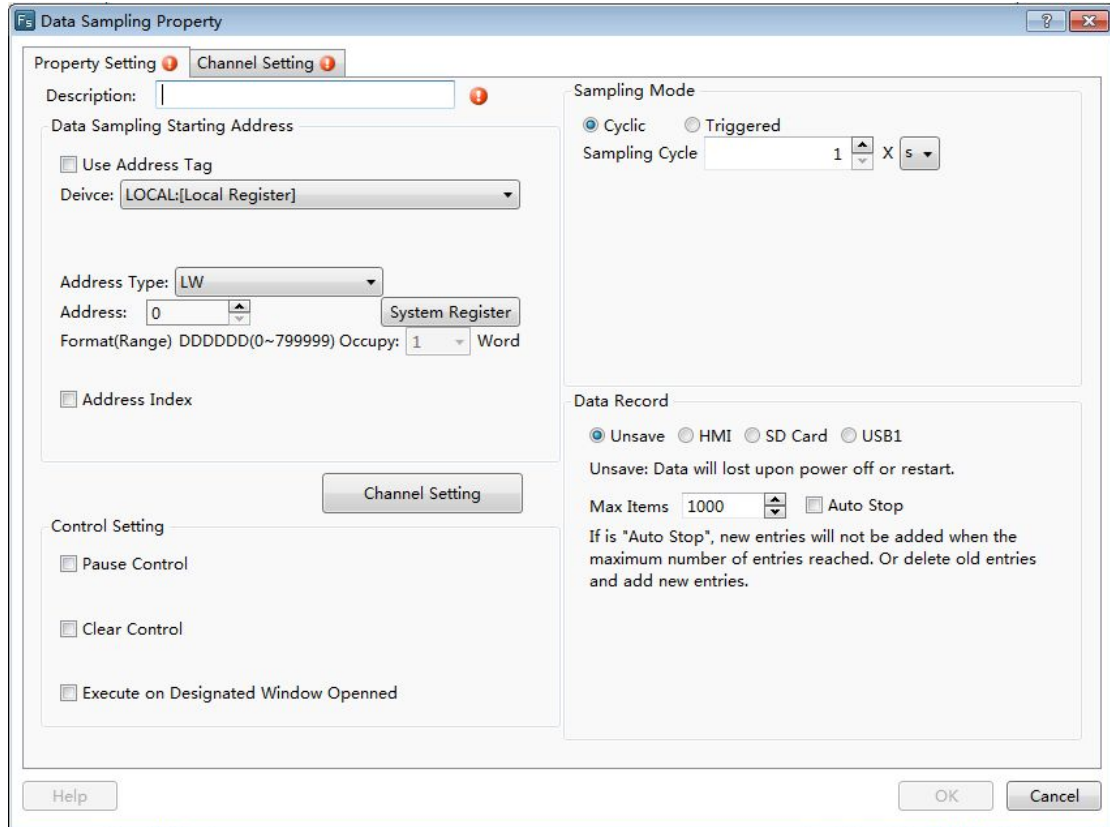 Fs Data Sampling Property
Property Setting Channel Setting
Description:
Data Sampling Starting Address
Use Address Tag
Deivce: LOCAL:[Local Register]
Address Type: LW
Address: 0 System Register
Format(Range) DDDDDD(0~799999) Occupy: 1 Word
Address Index
Channel Setting
Control Setting
Pause Control
Clear Control
Execute on Designated Window Openned
Sampling Mode
Cyclic Triggered
Sampling Cycle 1 X s
Data Record
Unsave HMI SD Card USB1
Unsave: Data will lost upon power off or restart.
Max Items 1000 Auto Stop
If is "Auto Stop", new entries will not be added when the
maximum number of entries reached. Or delete old entries
and add new entries.
Help OK Cancel